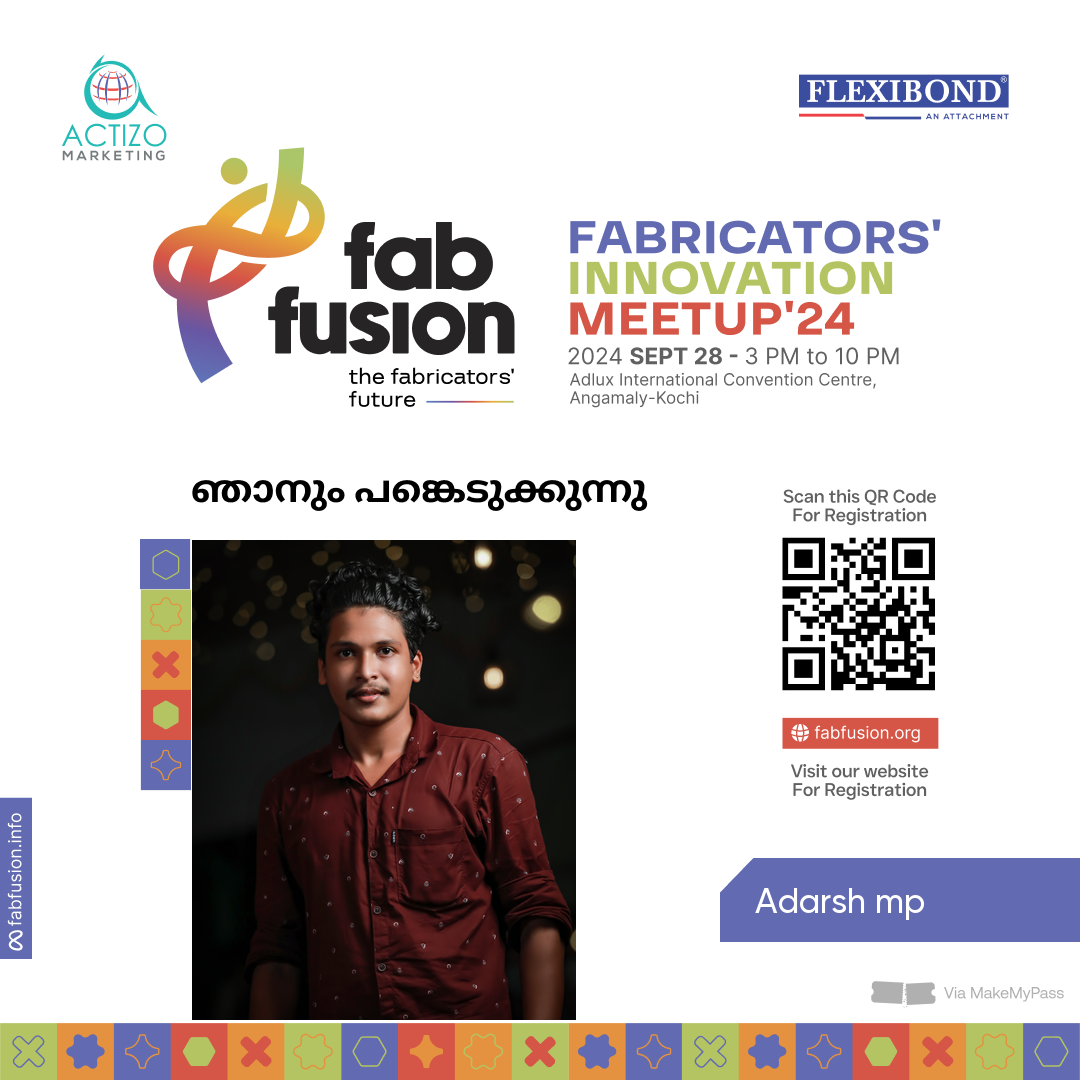 ACTIZO
MARKETING
FLEXIBOND®
AN ATTACHMENT
fab
fusion
the fabricators'
future
FABRICATORS'
INNOVATION
MEETUP'24
2024 SEPT 28 - 3 PM to 10 PM
Adlux International Convention Centre,
Angamaly-Kochi
ഞാനും പങ്കെടുക്കുന്നു
Scan this QR Code
For Registration
fabfusion.org
Visit our website
For Registration
fabfusion.info
Adarsh mp
Via MakeMyPass